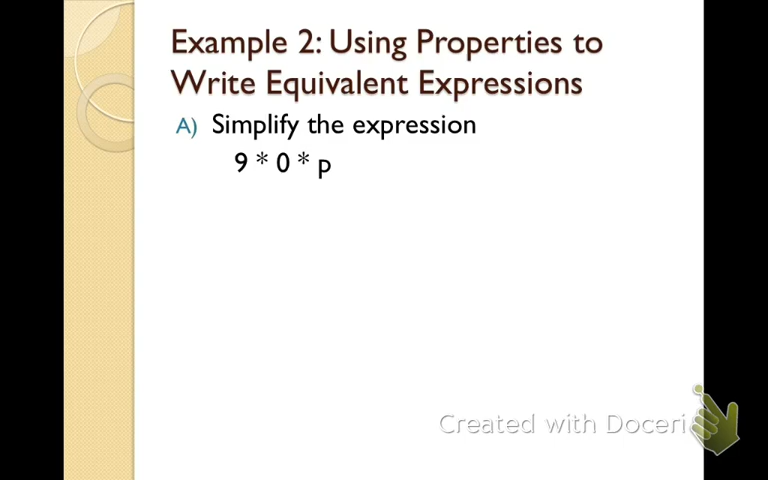 Example 2: Using Properties to
Write Equivalent Expressions
A) Simplify the expression
9 * 0 * p
Created with Doceri